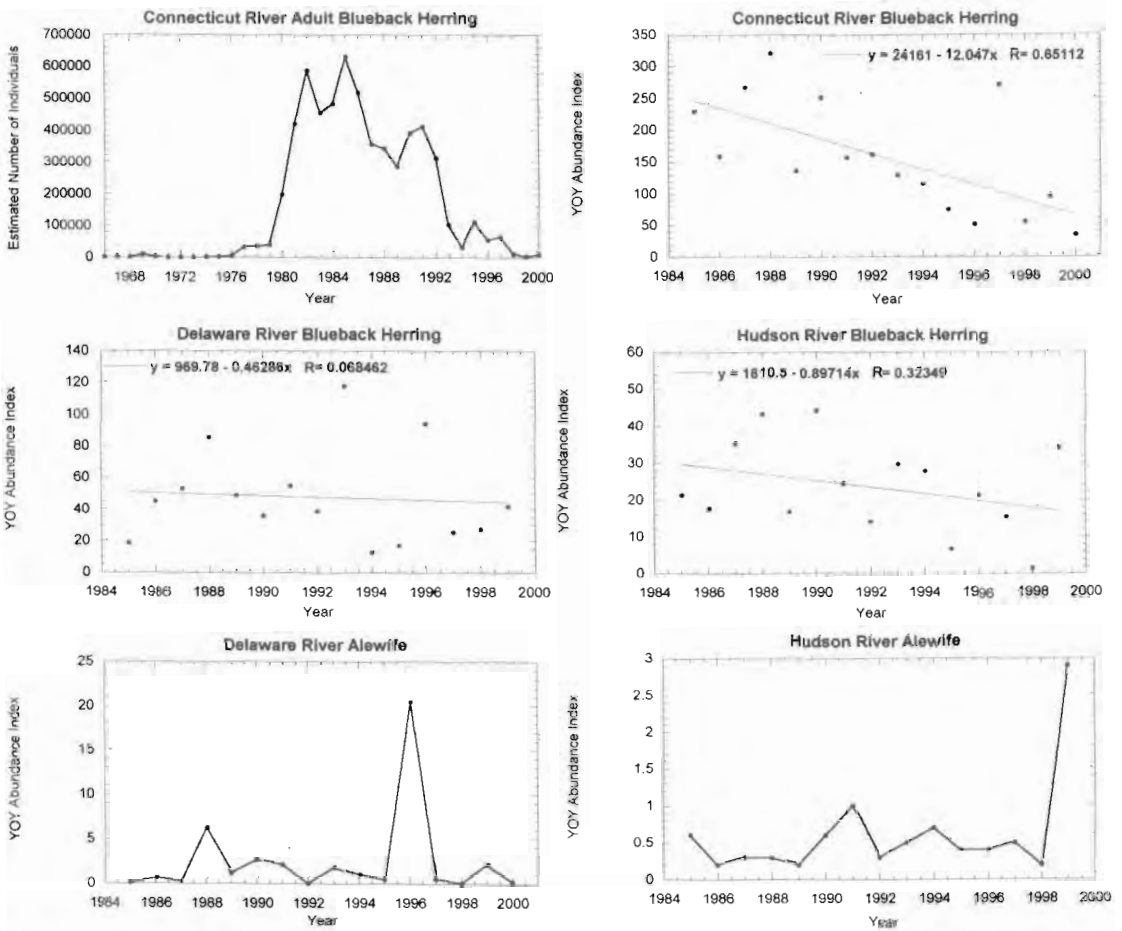 Connecticut River Adult Blueback Herring
700000
600000
500000
400000
300000
200000
100000
0
Estimated Number of Individuals
1968 1972 1976 1980 1984 1988 1992 1996 2000
Year
Connecticut River Blueback Herring
y = 24161 - 12.047x R= 0.65112
350
300
250
200
150
100
50
0
YOY Abundance Index
1984 1986 1988 1990 1992 1994 1996 1998 2000
Year
Delaware River Blueback Herring
y = 969.78 - 0.46286x R= 0.068462
140
120
100
80
60
40
20
0
YOY Abundance Index
1984 1986 1988 1990 1992 1994 1996 1998 2000
Year
Hudson River Blueback Herring
y = 1810.5 - 0.89714x R= 0.32349
60
50
40
30
20
10
0
YOY Abundance Index
1984 1986 1988 1990 1992 1994 1996 1998 2000
Year
Delaware River Alewife
25
20
15
10
5
0
YOY Abundance Index
1984 1986 1988 1990 1992 1994 1996 1998 2000
Year
Hudson River Alewife
3
2.5
2
1.5
1
0.5
0
YOY Abundance Index
1984 1986 1988 1990 1992 1994 1996 1998 2000
Year